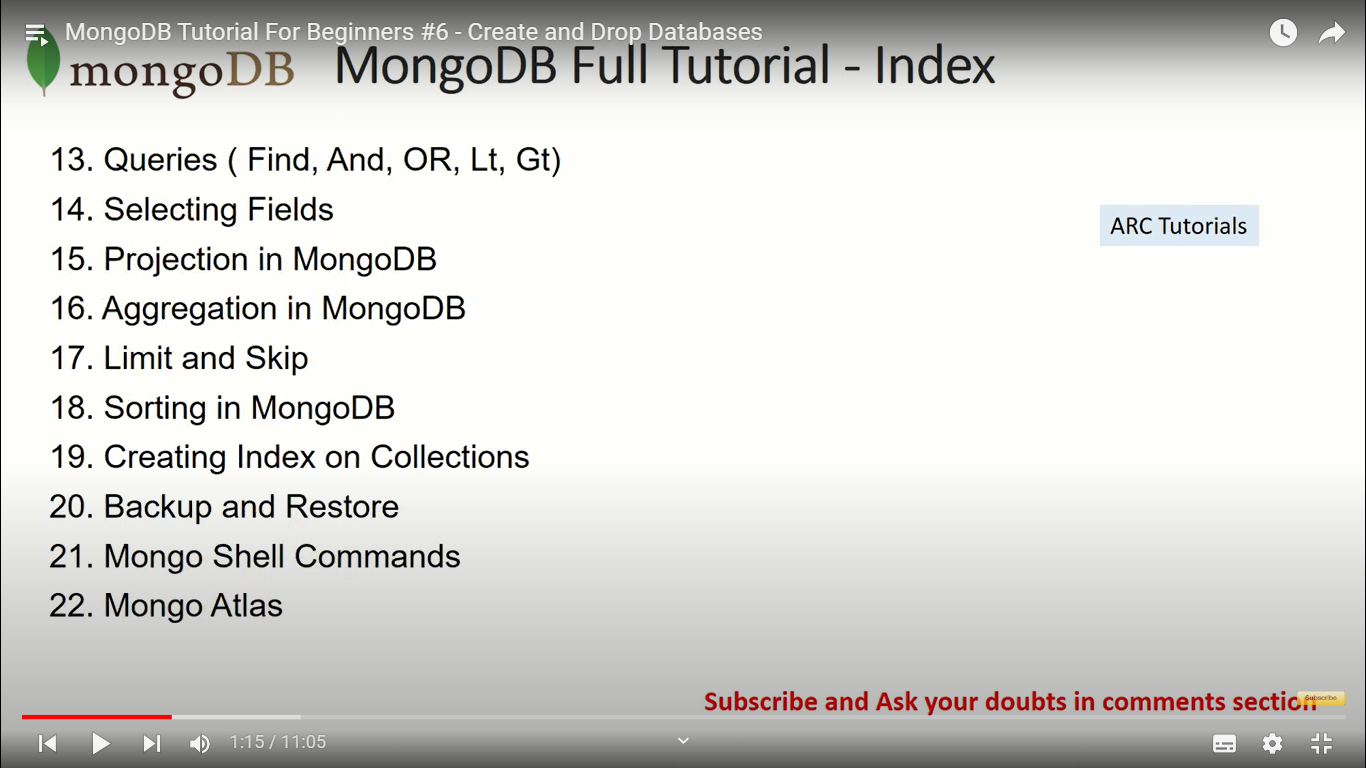 MongoDB Tutorial For Beginners #6 - Create and Drop Databases
mongoDB
MongoDB Full Tutorial - Index
13. Queries ( Find, And, OR, Lt, Gt)
14. Selecting Fields
15. Projection in MongoDB
16. Aggregation in MongoDB
17. Limit and Skip
18. Sorting in MongoDB
19. Creating Index on Collections
20. Backup and Restore
21. Mongo Shell Commands
22. Mongo Atlas
ARC Tutorials
Subscribe and Ask your doubts in comments section
Subscribe
1:15 / 11:05